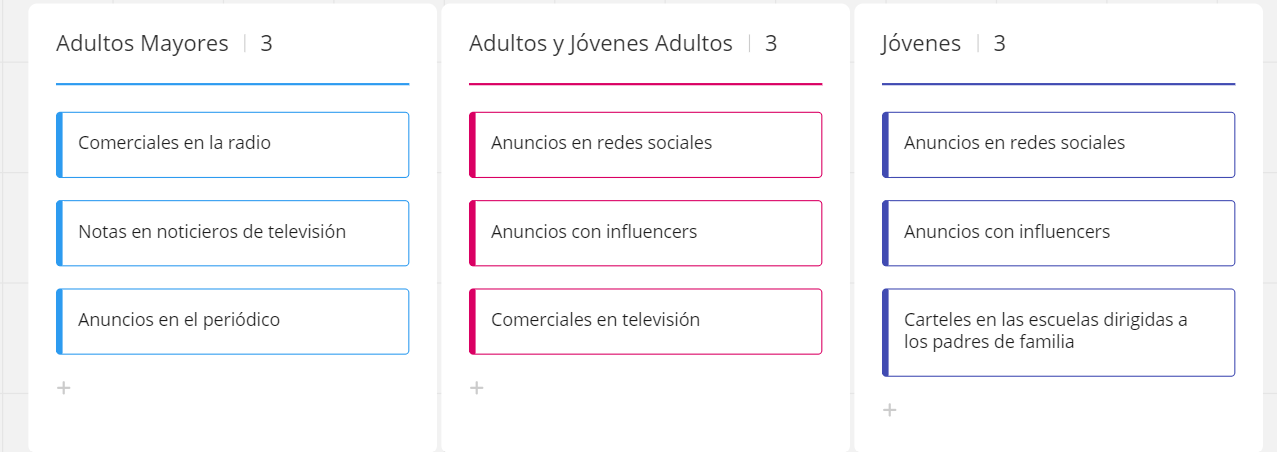 Adultos Mayores | 3
Comerciales en la radio
Notas en noticieros de televisión
Anuncios en el periódico
+
Adultos y Jóvenes Adultos | 3
Anuncios en redes sociales
Anuncios con influencers
Comerciales en televisión
+
Jóvenes | 3
Anuncios en redes sociales
Anuncios con influencers
Carteles en las escuelas dirigidas a
los padres de familia
+